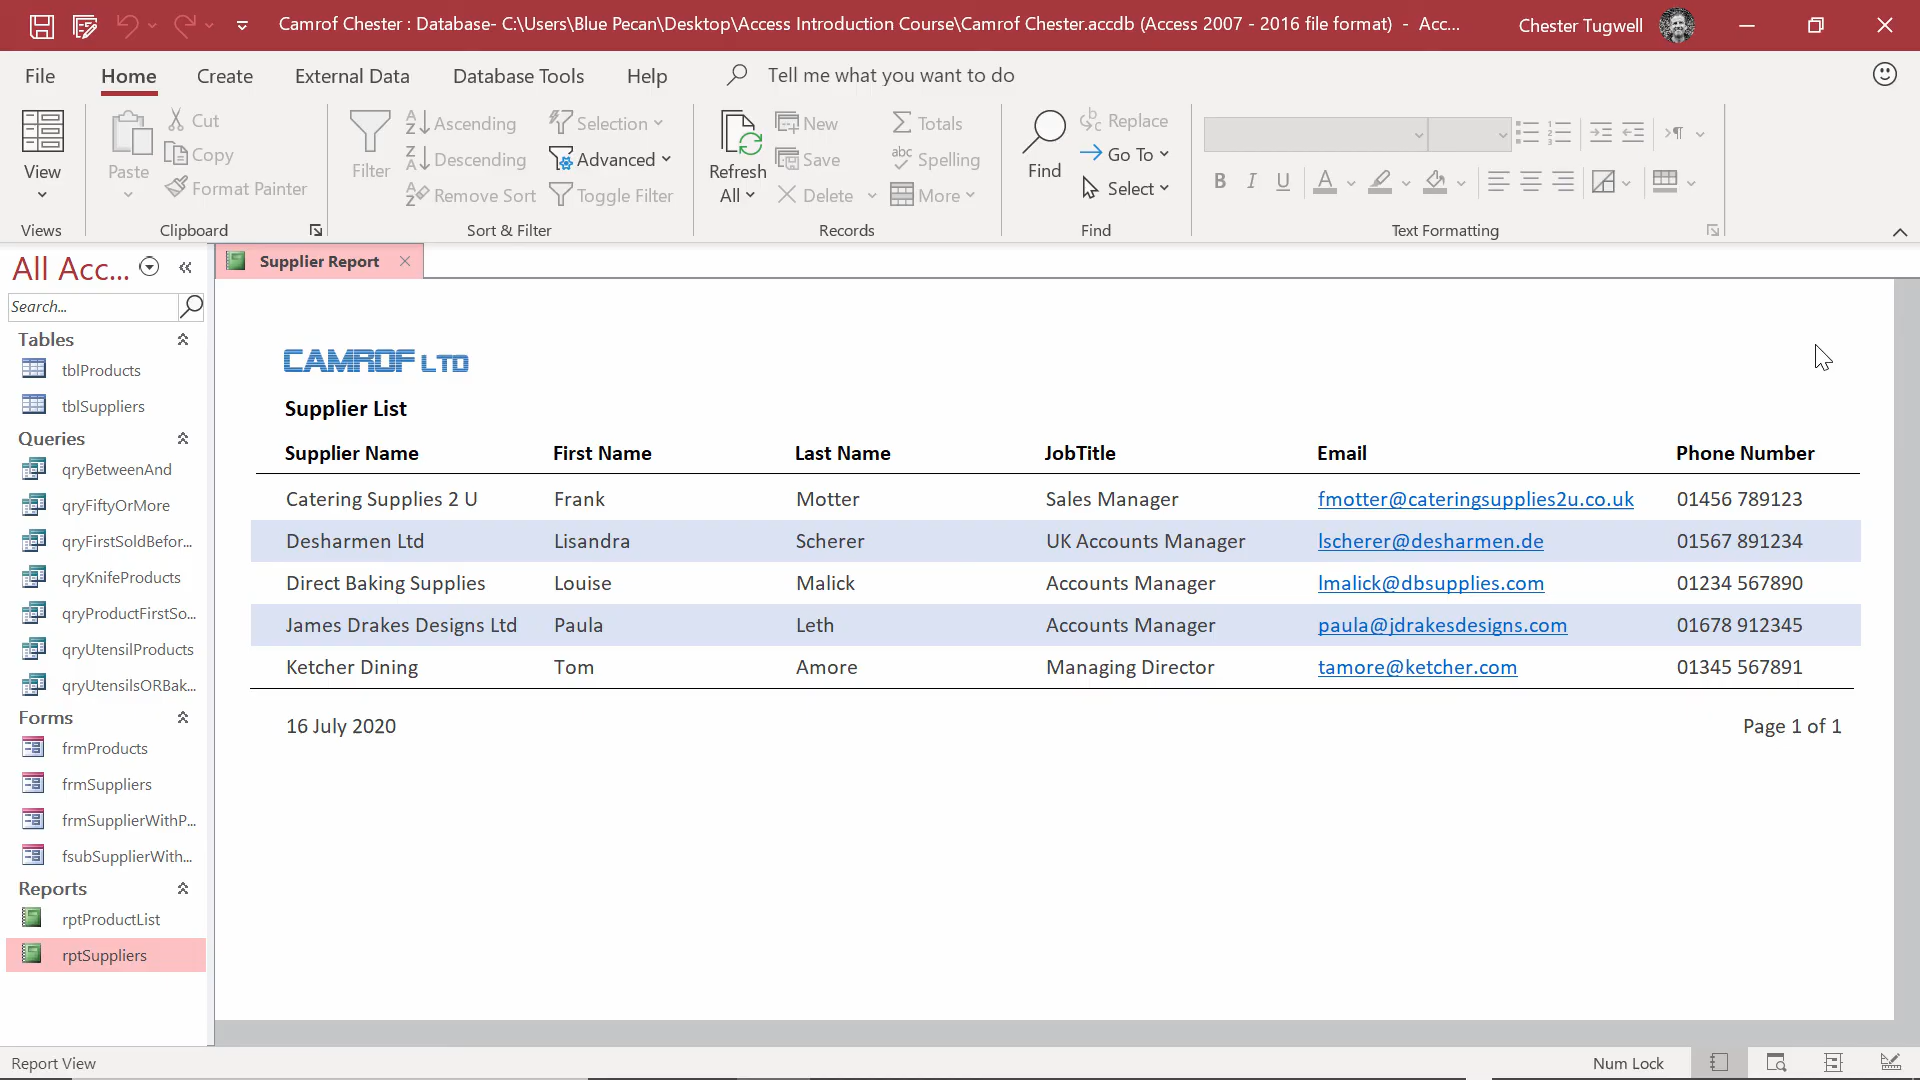 Camrof Chester : Database- C:\Users\Blue Pecan\Desktop\Access Introduction Course\Camrof Chester.accdb (Access 2007 - 2016 file format) - Acc...
Chester Tugwell
File Home Create External Data Database Tools Help Tell me what you want to do
View
Views
Paste
Cut
Copy
Format Painter
Clipboard
Filter
Ascending
Descending
Remove Sort
Selection
Advanced
Toggle Filter
Sort & Filter
Refresh
All
New
Save
Delete
Totals
Spelling
More
Records
Find
Replace
Go To
Select
Find
B I U A
Text Formatting
All Acc...
Search...
Tables
tblProducts
tblSuppliers
Queries
qryBetweenAnd
qryFiftyOrMore
qryFirstSoldBefor...
qryKnifeProducts
qryProductFirstSo...
qryUtensilProducts
qryUtensilsORBak...
Forms
frmProducts
frmSuppliers
frmSupplierWithP...
fsubSupplierWith...
Reports
rptProductList
rptSuppliers
Supplier Report
CAMROF LTD
Supplier List
Supplier Name First Name Last Name JobTitle Email Phone Number
Catering Supplies 2 U Frank Motter Sales Manager fmotter@cateringsupplies2u.co.uk 01456 789123
Desharmen Ltd Lisandra Scherer UK Accounts Manager lscherer@desharmen.de 01567 891234
Direct Baking Supplies Louise Malick Accounts Manager lmalick@dbsupplies.com 01234 567890
James Drakes Designs Ltd Paula Leth Accounts Manager paula@jdrakesdesigns.com 01678 912345
Ketcher Dining Tom Amore Managing Director tamore@ketcher.com 01345 567891
16 July 2020 Page 1 of 1
Report View
Num Lock